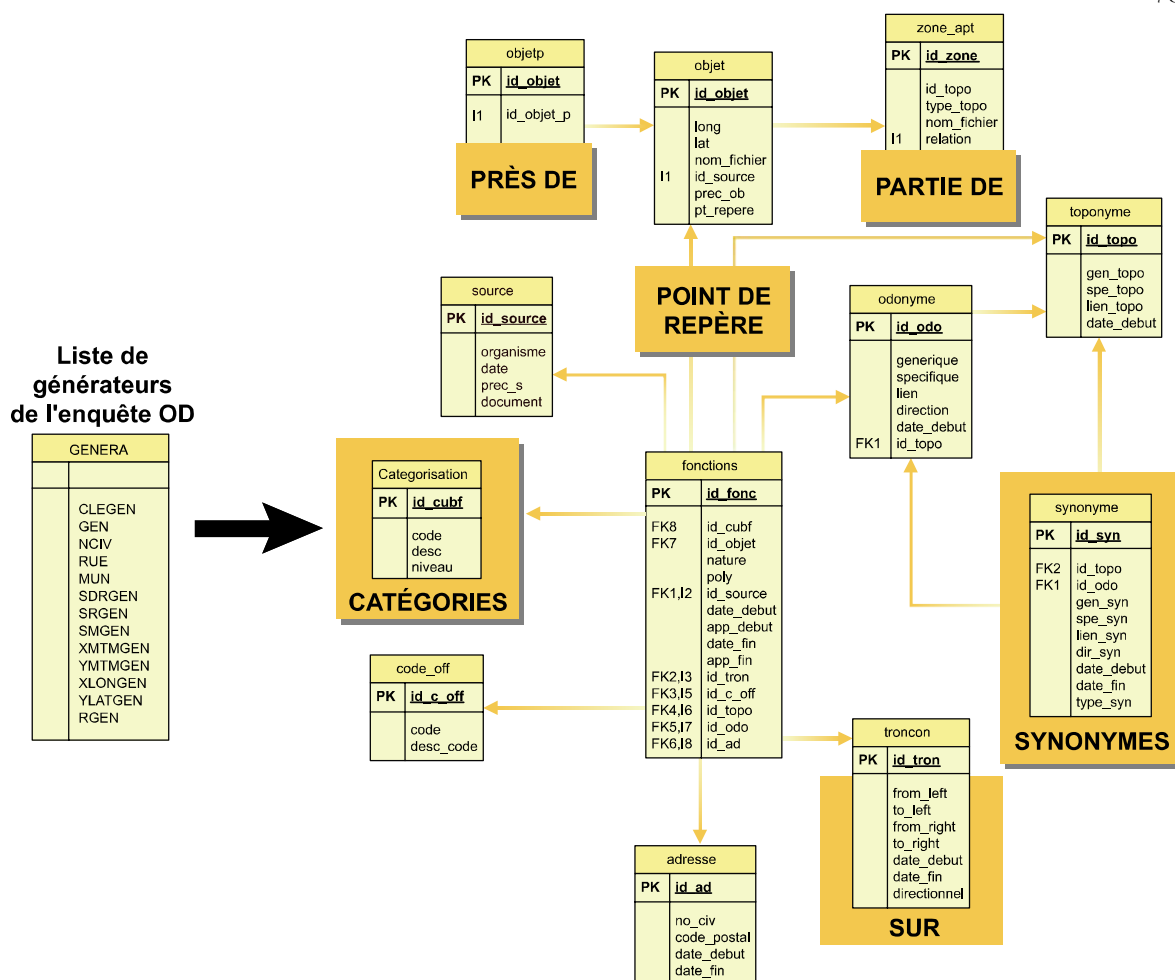 objetp
PK id_objet
I1 id_objet_p
PRÈS DE
objet
PK id_objet
long
lat
nom_fichier
I1 id_source
prec_ob
pt_repere
POINT DE
REPÈRE
zone_apt
PK id_zone
id_topo
type_topo
nom_fichier
I1 relation
PARTIE DE
toponyme
PK id_topo
gen_topo
spe_topo
lien_topo
date_debut
source
PK id_source
organisme
date
prec_s
document
odonyme
PK id_odo
generique
specifique
lien
direction
date_debut
FK1 id_topo
Liste de
générateurs
de l'enquête OD
GENERA
CLEGEN
GEN
NCIV
RUE
MUN
SDRGEN
SRGEN
SMGEN
XMTMGEN
YMTMGEN
XLONGEN
YLATGEN
RGEN
Categorisation
PK id_cubf
code
desc
niveau
CATÉGORIES
fonctions
PK id_fonc
FK8 id_cubf
FK7 id_objet
nature
poly
FK1,I2 id_source
date_debut
app_debut
date_fin
app_fin
FK2,I3 id_tron
FK3,I5 id_c_off
FK4,I6 id_topo
FK5,I7 id_odo
FK6,I8 id_ad
synonyme
PK id_syn
FK2 id_topo
FK1 id_odo
gen_syn
spe_syn
lien_syn
dir_syn
date_debut
date_fin
type_syn
SYNONYMES
code_off
PK id_c_off
code
desc_code
troncon
PK id_tron
from_left
to_left
from_right
to_right
date_debut
date_fin
directionnel
SUR
adresse
PK id_ad
no_civ
code_postal
date_debut
date_fin